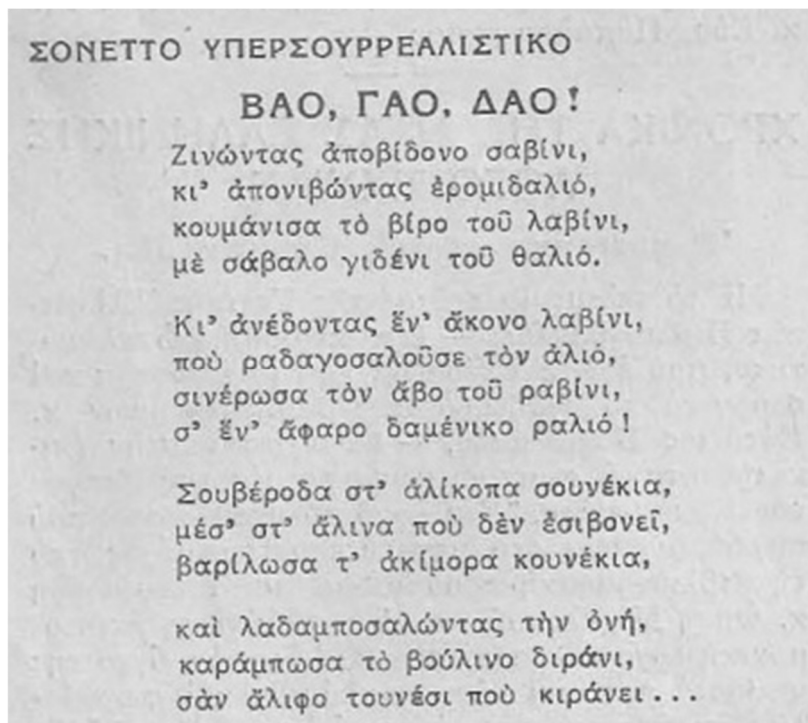 ΣΟΝΕΤΤΟ ΥΠΕΡΣΟΥΡΡΕΑΛΙΣΤΙΚΟ
ΒΑΟ, ΓΑΟ, ΔΑΟ!
Ζινώντας ἀποβίδονο σαβίνι,
κι᾽ ἀπονιβώντας ἐρομιδαλιό,
κουμάνισα τὸ βίρο τοῦ λαβίνι,
μὲ σάβαλο γιδένι τοῦ θαλιό.
Κι᾽ ἀνέδοντας ἕν᾽ ἄκονο λαβίνι,
ποὺ ραδαγοσαλοῦσε τὸν ἀλιό,
σινέρωσα τὸν ἄβο τοῦ ραβίνι,
σ᾽ ἕν᾽ ἄφαρο δαμένικο ραλιό!
Σουβέροδα στ᾽ ἀλίκοπα σουνέκια,
μέσ᾽ στ᾽ ἄλινα ποὺ δὲν ἐσιβονεῖ,
βαρίλωσα τ᾽ ἀκίμορα κουνέκια,
καὶ λαδαμποσαλώντας τὴν ὀνή,
καράμπωσα τὸ βούλινο διράνι,
σὰν ἄλιφο τουνέσι ποὺ κιράνει...